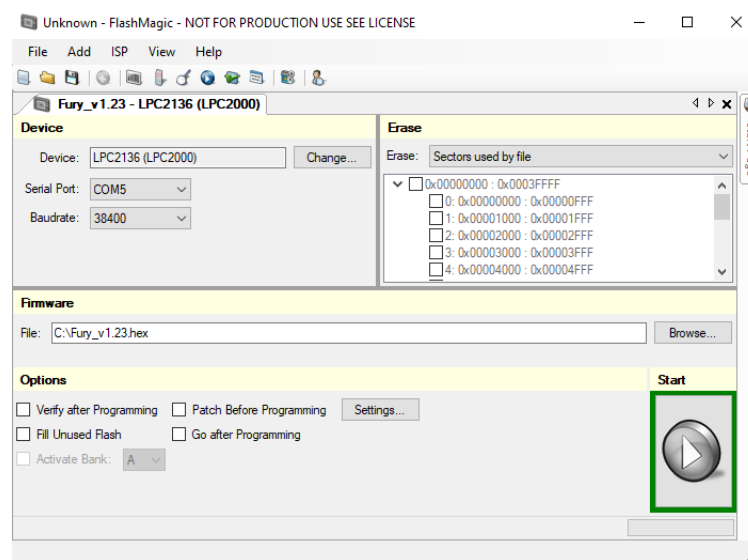 Unknown - FlashMagic - NOT FOR PRODUCTION USE SEE LICENSE
File Add ISP View Help
Fury_v1.23 - LPC2136 (LPC2000)
Device
Device: LPC2136 (LPC2000) Change...
Serial Port: COM5
Baudrate: 38400
Erase
Erase: Sectors used by file
0x00000000 : 0x0003FFFF
0: 0x00000000 : 0x00000FFF
1: 0x00001000 : 0x00001FFF
2: 0x00002000 : 0x00002FFF
3: 0x00003000 : 0x00003FFF
4: 0x00004000 : 0x00004FFF
Firmware
File: C:\Fury_v1.23.hex Browse...
Options
Verify after Programming Patch Before Programming Settings...
Fill Unused Flash Go after Programming
Activate Bank: A
Start